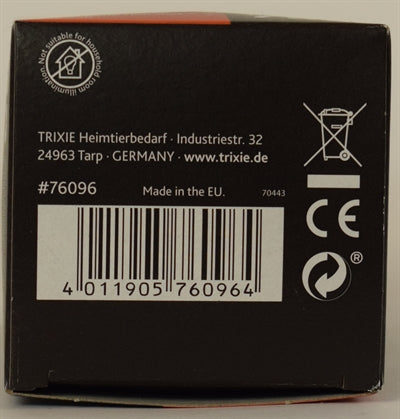 Not suitable for household room illumination.
TRIXIE Heimtierbedarf · Industriestr. 32
24963 Tarp · GERMANY · www.trixie.de
#76096 Made in the EU. 70443
CE
4 011905 760964
®